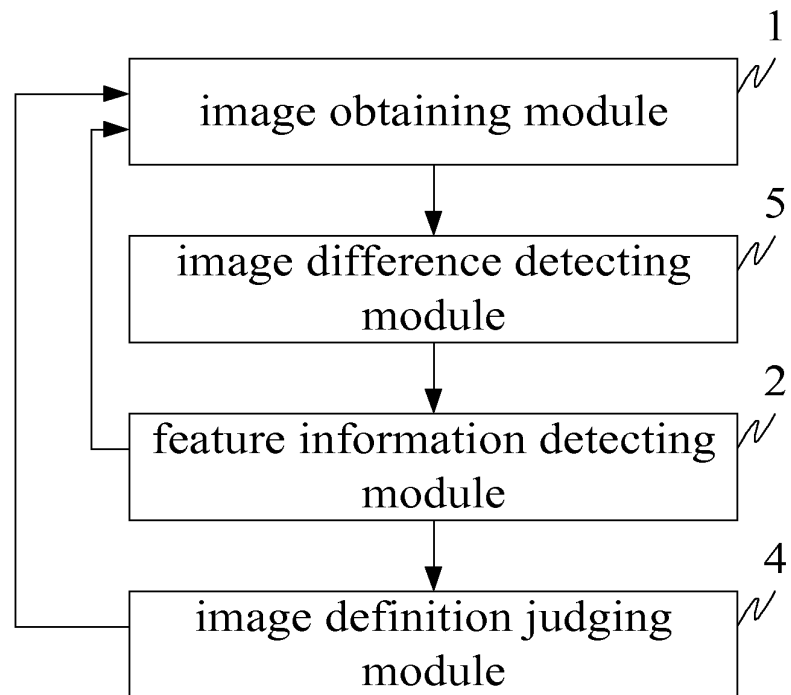 1
image obtaining module
5
image difference detecting
module
2
feature information detecting
module
4
image definition judging
module